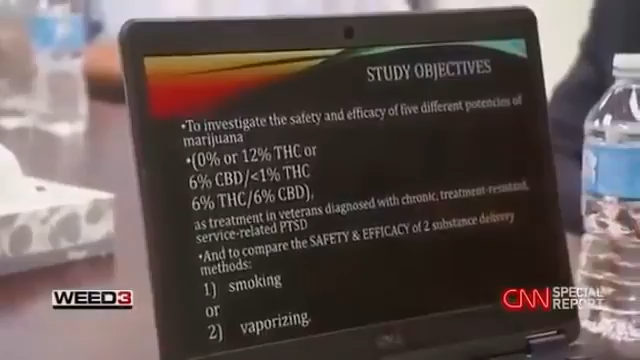 STUDY OBJECTIVES
•To investigate the safety and efficacy of five different potencies of
marijuana
•(0% or 12% THC or
6% CBD/<1% THC
6% THC/6% CBD),
as treatment in veterans diagnosed with chronic, treatment-resistant,
service-related PTSD
•And to compare the SAFETY & EFFICACY of 2 substance delivery
methods:
1) smoking
or
2) vaporizing.
DELL
WEED3
CNN SPECIAL
REPORT